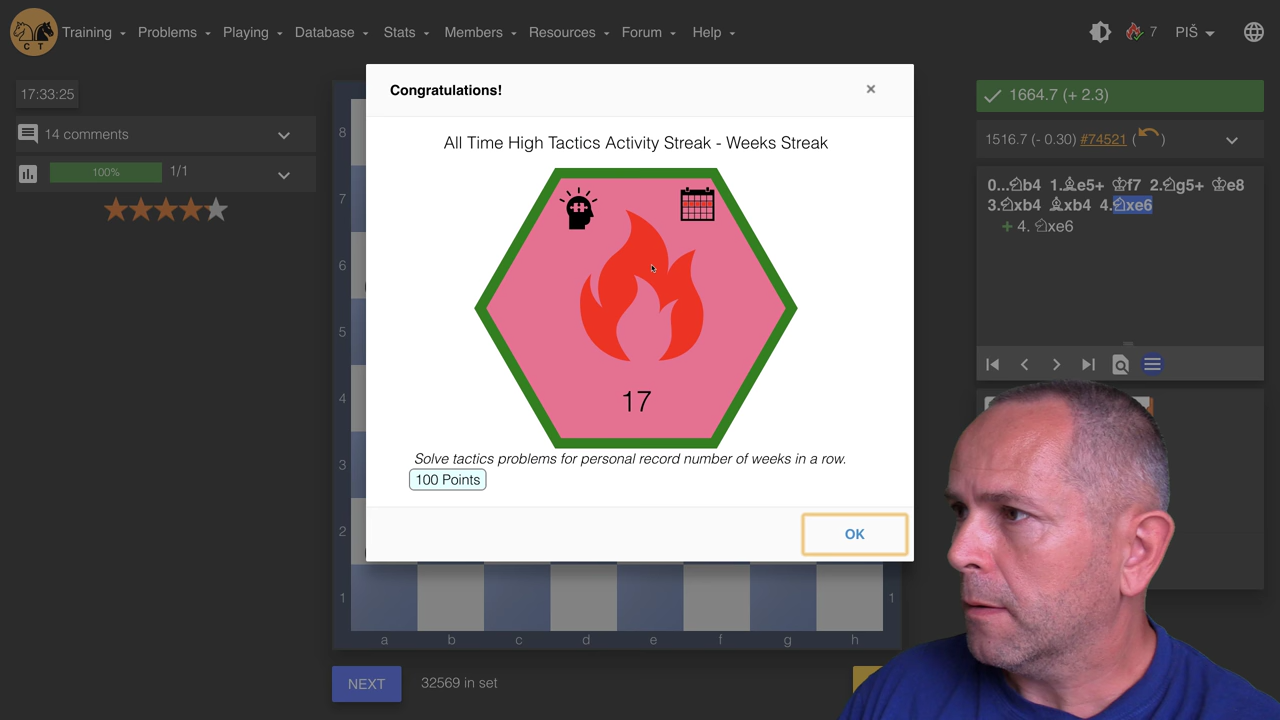 C T
Training
Problems
Playing
Database
Stats
Members
Resources
Forum
Help
7
PIŠ
17:33:25
14 comments
100%
1/1
Congratulations!
×
All Time High Tactics Activity Streak - Weeks Streak
17
Solve tactics problems for personal record number of weeks in a row.
100 Points
OK
1664.7 (+ 2.3)
1516.7 (- 0.30) #74521 ( )
0...♘b4 1.♗e5+ ♔f7 2.♘g5+ ♔e8
3.♘xb4 ♗xb4 4.♘xe6
+ 4. ♘xe6
8
7
6
5
4
3
2
1
1
a b c d e f g h
NEXT
32569 in set